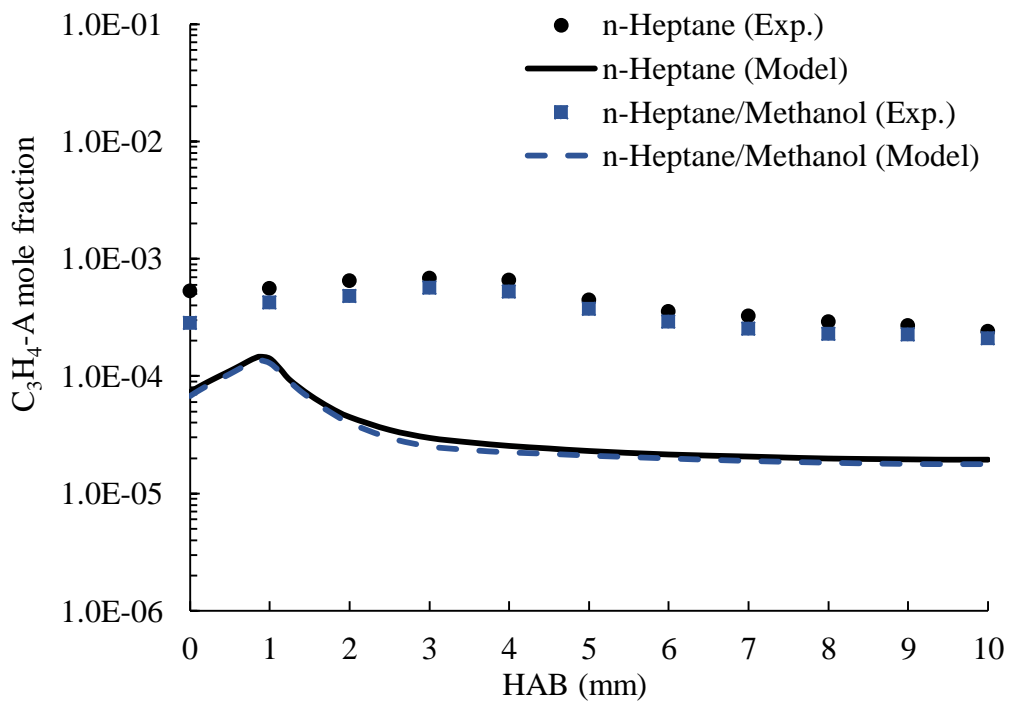 1.0E-01
1.0E-02
1.0E-03
1.0E-04
1.0E-05
1.0E-06
C₃H₄-A mole fraction
n-Heptane (Exp.)
n-Heptane (Model)
n-Heptane/Methanol (Exp.)
n-Heptane/Methanol (Model)
0 1 2 3 4 5 6 7 8 9 10
HAB (mm)